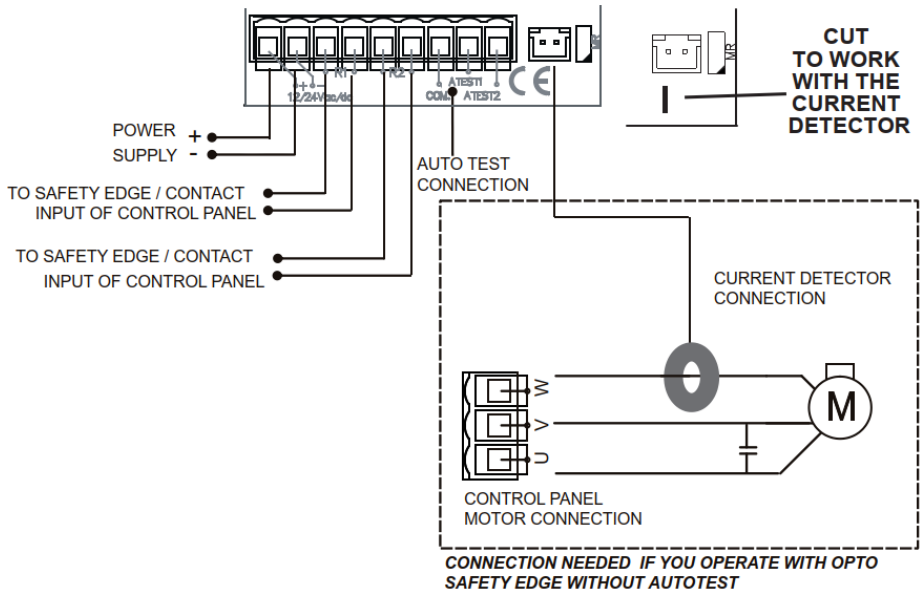 R1
R2
12/24Vac/dc
+
-
COM.
ATEST1
ATEST2
CE
MR
MR
CUT
TO WORK
WITH THE
CURRENT
DETECTOR
POWER +
SUPPLY -
AUTO TEST
CONNECTION
TO SAFETY EDGE / CONTACT
INPUT OF CONTROL PANEL
TO SAFETY EDGE / CONTACT
INPUT OF CONTROL PANEL
CURRENT DETECTOR
CONNECTION
W
V
U
M
CONTROL PANEL
MOTOR CONNECTION
CONNECTION NEEDED IF YOU OPERATE WITH OPTO
SAFETY EDGE WITHOUT AUTOTEST